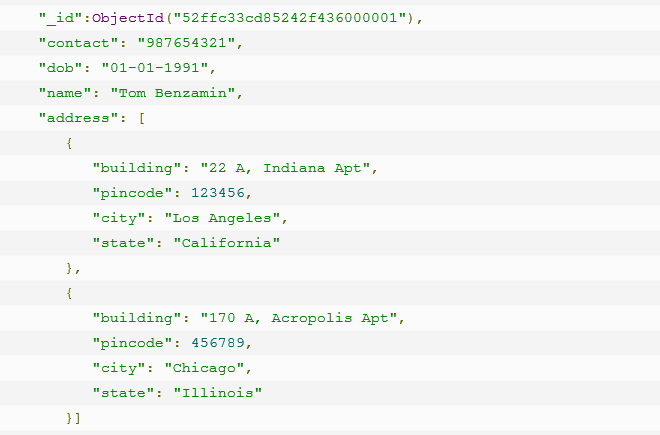 "_id":ObjectId("52ffc33cd85242f436000001"),
"contact": "987654321",
"dob": "01-01-1991",
"name": "Tom Benzamin",
"address": [
{
"building": "22 A, Indiana Apt",
"pincode": 123456,
"city": "Los Angeles",
"state": "California"
},
{
"building": "170 A, Acropolis Apt",
"pincode": 456789,
"city": "Chicago",
"state": "Illinois"
}]